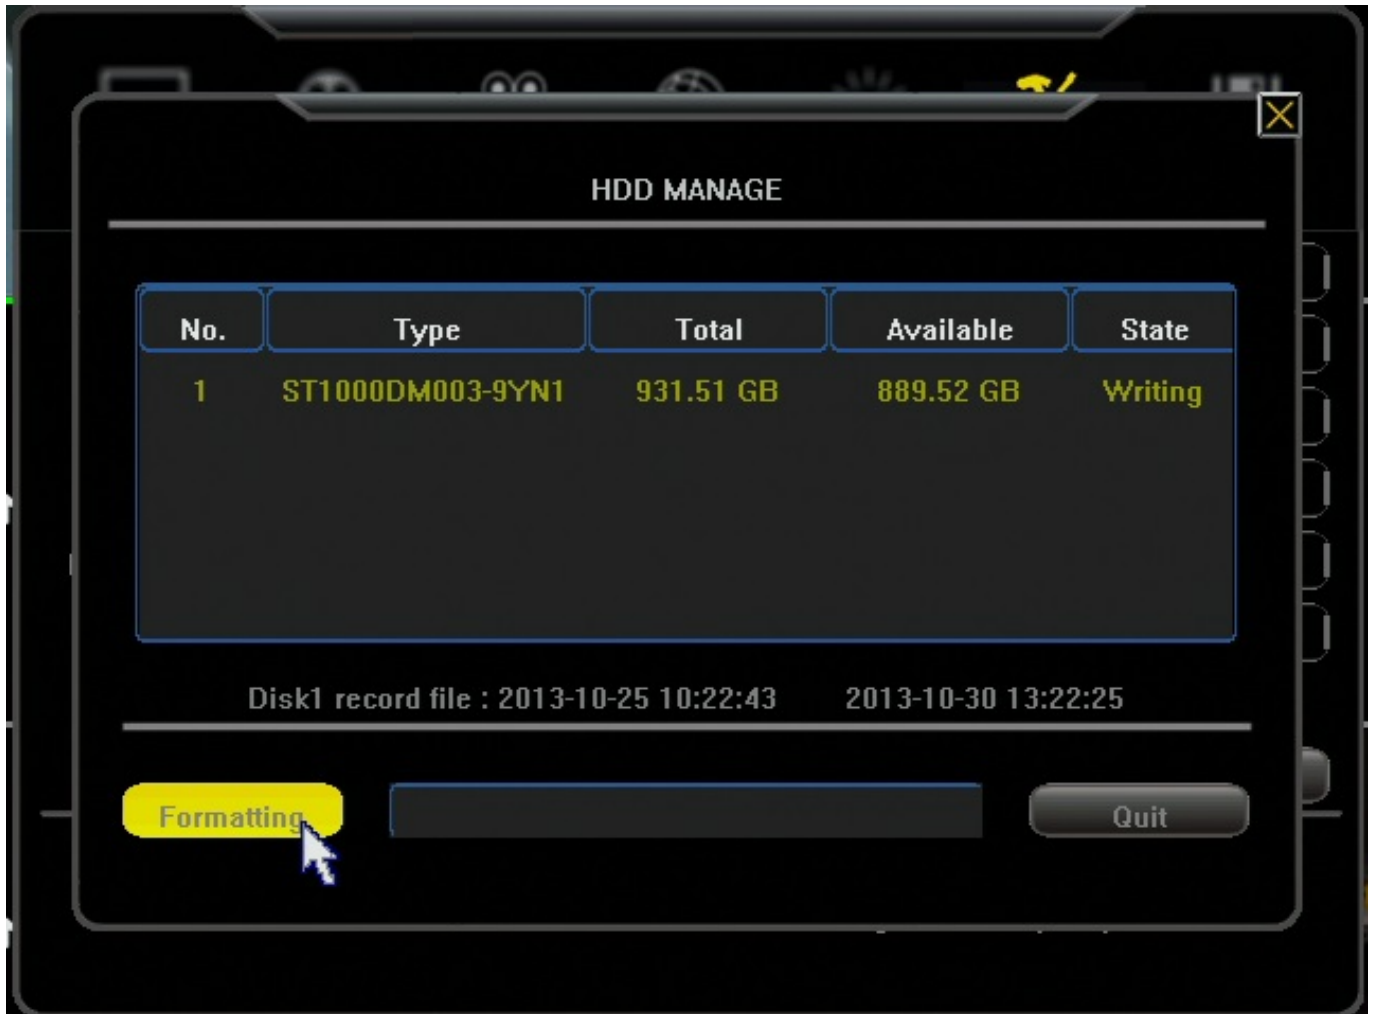 HDD MANAGE
No. Type Total Available State
1 ST1000DM003-9YN1 931.51 GB 889.52 GB Writing
Disk1 record file : 2013-10-25 10:22:43 2013-10-30 13:22:25
Formatting Quit